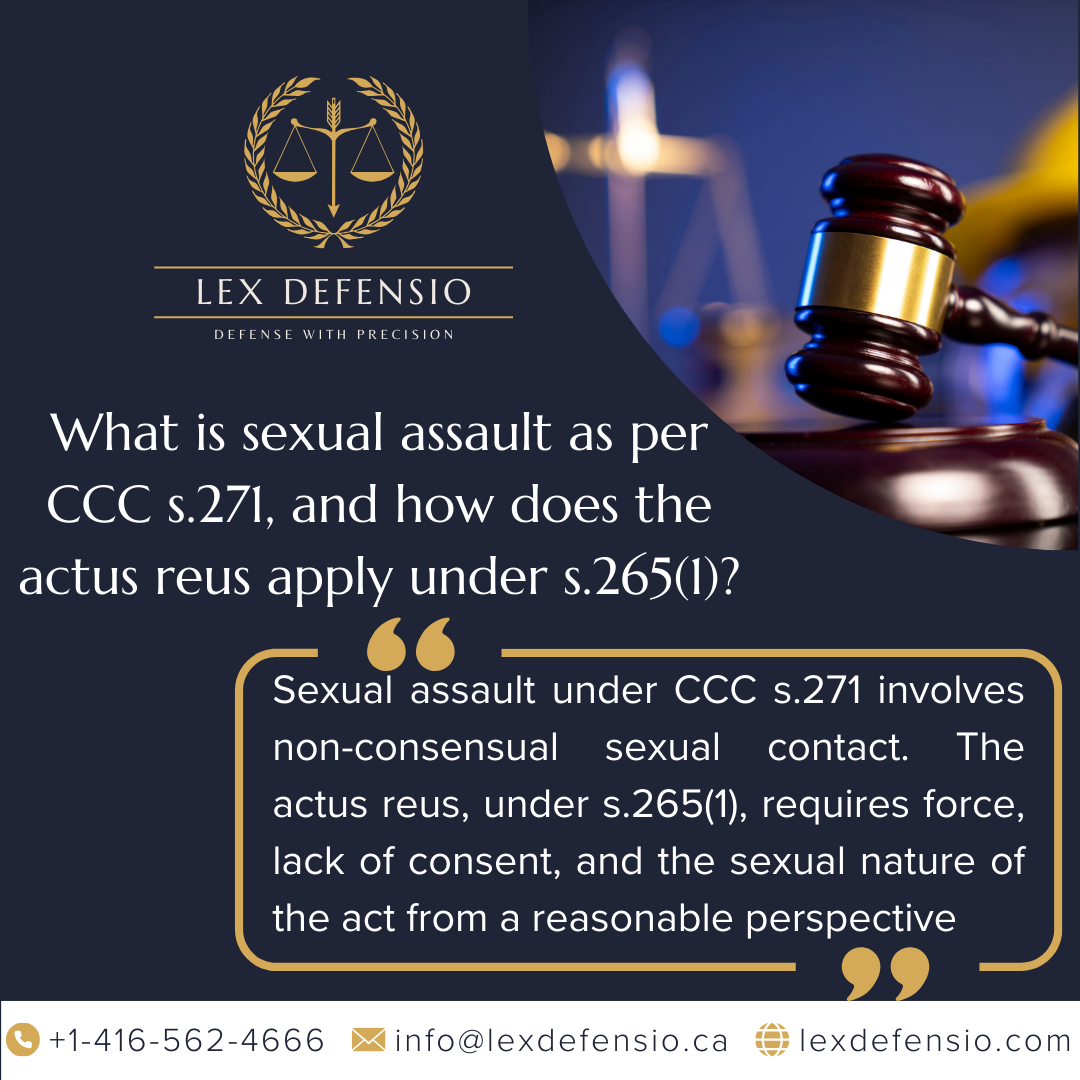 LEX DEFENSIO
DEFENSE WITH PRECISION
What is sexual assault as per
CCC s.271, and how does the
actus reus apply under s.265(1)?
Sexual assault under CCC s.271 involves
non-consensual sexual contact. The
actus reus, under s.265(1), requires force,
lack of consent, and the sexual nature of
the act from a reasonable perspective
+1-416-562-4666 info@lexdefensio.ca lexdefensio.com